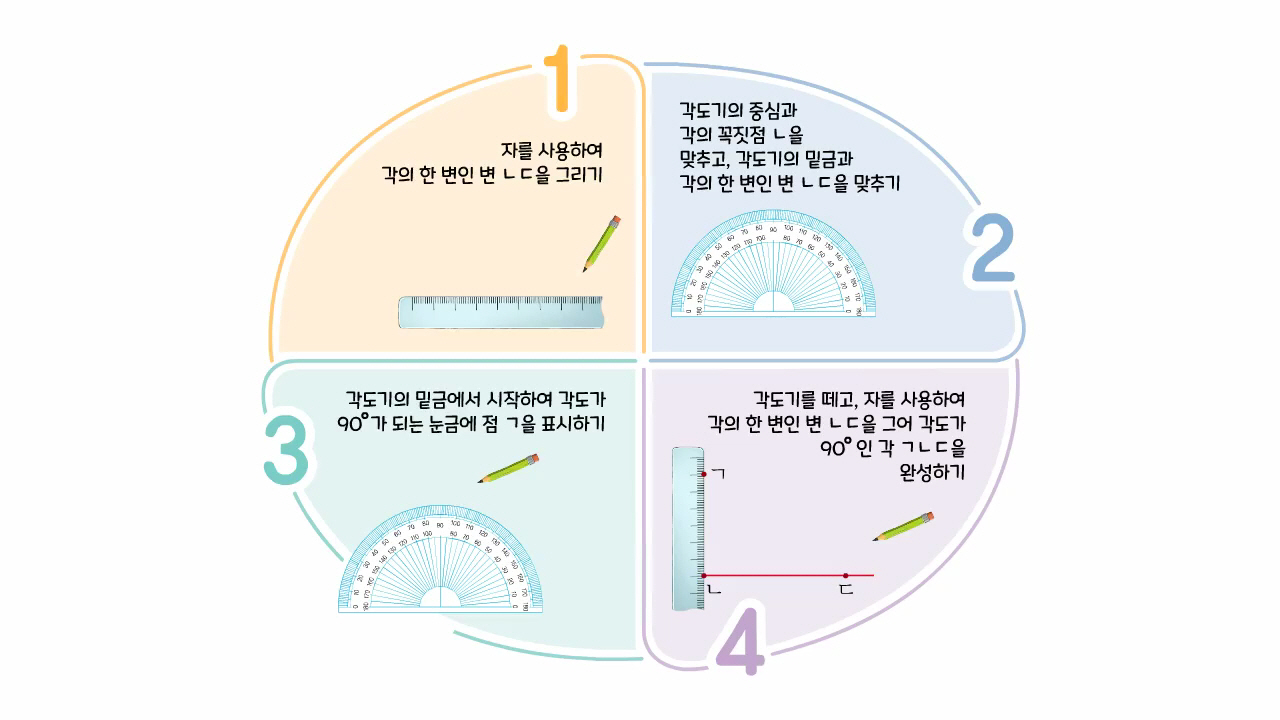 1
자를 사용하여
각의 한 변인 변 ㄴㄷ을 그리기
2
각도기의 중심과
각의 꼭짓점 ㄴ을
맞추고, 각도기의 밑금과
각의 한 변인 변 ㄴㄷ을 맞추기
3
각도기의 밑금에서 시작하여 각도가
90°가 되는 눈금에 점 ㄱ을 표시하기
4
각도기를 떼고, 자를 사용하여
각의 한 변인 변 ㄴㄷ을 그어 각도가
90° 인 각 ㄱㄴㄷ을
완성하기
ㄱ
ㄴ
ㄷ